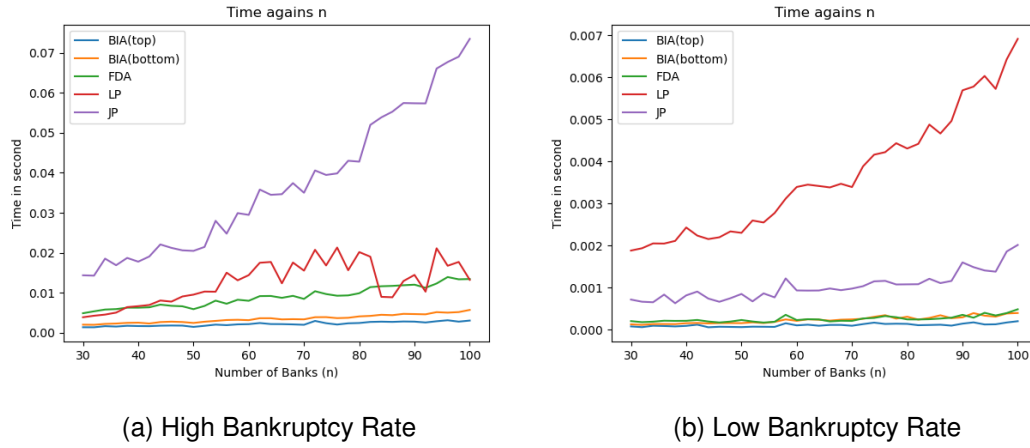 Time agains n
BIA(top)
BIA(bottom)
FDA
LP
JP
0.07
0.06
0.05
0.04
0.03
0.02
0.01
0.00
Time in second
30 40 50 60 70 80 90 100
Number of Banks (n)
(a) High Bankruptcy Rate
Time agains n
BIA(top)
BIA(bottom)
FDA
LP
JP
0.007
0.006
0.005
0.004
0.003
0.002
0.001
0.000
Time in second
30 40 50 60 70 80 90 100
Number of Banks (n)
(b) Low Bankruptcy Rate